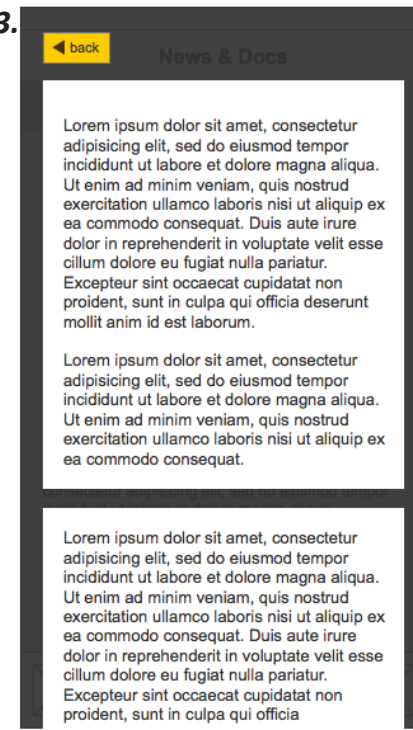 3.
back
News & Docs
Lorem ipsum dolor sit amet, consectetur
adipisicing elit, sed do eiusmod tempor
incididunt ut labore et dolore magna aliqua.
Ut enim ad minim veniam, quis nostrud
exercitation ullamco laboris nisi ut aliquip ex
ea commodo consequat. Duis aute irure
dolor in reprehenderit in voluptate velit esse
cillum dolore eu fugiat nulla pariatur.
Excepteur sint occaecat cupidatat non
proident, sunt in culpa qui officia deserunt
mollit anim id est laborum.
Lorem ipsum dolor sit amet, consectetur
adipisicing elit, sed do eiusmod tempor
incididunt ut labore et dolore magna aliqua.
Ut enim ad minim veniam, quis nostrud
exercitation ullamco laboris nisi ut aliquip ex
ea commodo consequat.
consectetur adipisicing elit, sed do eiusmod tempor
Lorem ipsum dolor sit amet, consectetur
adipisicing elit, sed do eiusmod tempor
incididunt ut labore et dolore magna aliqua.
Ut enim ad minim veniam, quis nostrud
exercitation ullamco laboris nisi ut aliquip ex
ea commodo consequat. Duis aute irure
dolor in reprehenderit in voluptate velit esse
cillum dolore eu fugiat nulla pariatur.
Excepteur sint occaecat cupidatat non
proident, sunt in culpa qui officia